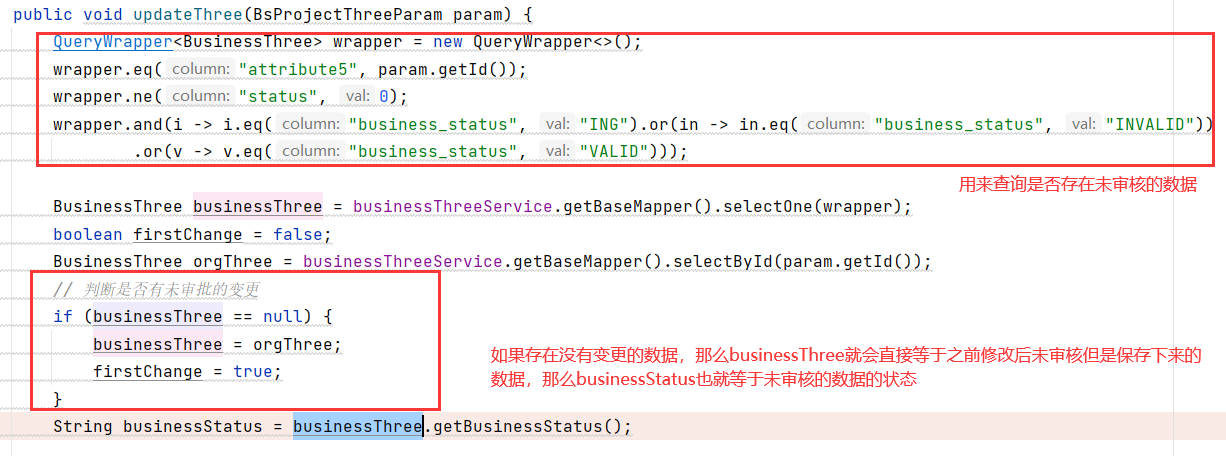 public void updateThree(BsProjectThreeParam param) {
QueryWrapper<BusinessThree> wrapper = new QueryWrapper<>();
wrapper.eq( column: "attribute5", param.getId());
wrapper.ne( column: "status", val: 0);
wrapper.and(i -> i.eq( column: "business_status", val: "ING").or(in -> in.eq( column: "business_status", val: "INVALID"))
.or(v -> v.eq( column: "business_status", val: "VALID")));
用来查询是否存在未审核的数据
BusinessThree businessThree = businessThreeService.getBaseMapper().selectOne(wrapper);
boolean firstChange = false;
BusinessThree orgThree = businessThreeService.getBaseMapper().selectById(param.getId());
// 判断是否有未审批的变更
if (businessThree == null) {
businessThree = orgThree;
firstChange = true;
}
如果存在没有变更的数据，那么businessThree就会直接等于之前修改后未审核但是保存下来的
数据，那么businessStatus也就等于未审核的数据的状态
String businessStatus = businessThree.getBusinessStatus();